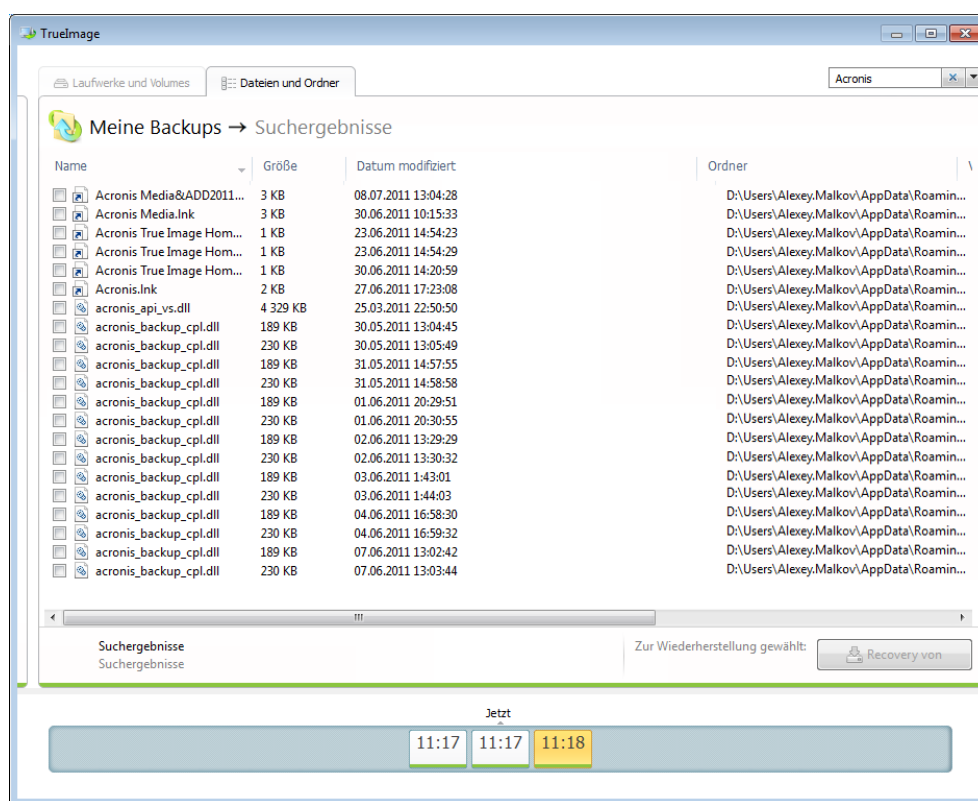 TrueImage
Laufwerke und Volumes Dateien und Ordner Acronis
Meine Backups → Suchergebnisse
Name Größe Datum modifiziert Ordner
Acronis Media&ADD2011... 3 KB 08.07.2011 13:04:28 D:\Users\Alexey.Malkov\AppData\Roamin...
Acronis Media.lnk 3 KB 30.06.2011 10:15:33 D:\Users\Alexey.Malkov\AppData\Roamin...
Acronis True Image Hom... 1 KB 23.06.2011 14:54:23 D:\Users\Alexey.Malkov\AppData\Roamin...
Acronis True Image Hom... 1 KB 23.06.2011 14:54:29 D:\Users\Alexey.Malkov\AppData\Roamin...
Acronis True Image Hom... 1 KB 30.06.2011 14:20:59 D:\Users\Alexey.Malkov\AppData\Roamin...
Acronis.lnk 2 KB 27.06.2011 17:23:08 D:\Users\Alexey.Malkov\AppData\Roamin...
acronis_api_vs.dll 4 329 KB 25.03.2011 22:50:50 D:\Users\Alexey.Malkov\AppData\Roamin...
acronis_backup_cpl.dll 189 KB 30.05.2011 13:04:45 D:\Users\Alexey.Malkov\AppData\Roamin...
acronis_backup_cpl.dll 230 KB 30.05.2011 13:05:49 D:\Users\Alexey.Malkov\AppData\Roamin...
acronis_backup_cpl.dll 189 KB 31.05.2011 14:57:55 D:\Users\Alexey.Malkov\AppData\Roamin...
acronis_backup_cpl.dll 230 KB 31.05.2011 14:58:58 D:\Users\Alexey.Malkov\AppData\Roamin...
acronis_backup_cpl.dll 189 KB 01.06.2011 20:29:51 D:\Users\Alexey.Malkov\AppData\Roamin...
acronis_backup_cpl.dll 230 KB 01.06.2011 20:30:55 D:\Users\Alexey.Malkov\AppData\Roamin...
acronis_backup_cpl.dll 189 KB 02.06.2011 13:29:29 D:\Users\Alexey.Malkov\AppData\Roamin...
acronis_backup_cpl.dll 230 KB 02.06.2011 13:30:32 D:\Users\Alexey.Malkov\AppData\Roamin...
acronis_backup_cpl.dll 189 KB 03.06.2011 1:43:01 D:\Users\Alexey.Malkov\AppData\Roamin...
acronis_backup_cpl.dll 230 KB 03.06.2011 1:44:03 D:\Users\Alexey.Malkov\AppData\Roamin...
acronis_backup_cpl.dll 189 KB 04.06.2011 16:58:30 D:\Users\Alexey.Malkov\AppData\Roamin...
acronis_backup_cpl.dll 230 KB 04.06.2011 16:59:32 D:\Users\Alexey.Malkov\AppData\Roamin...
acronis_backup_cpl.dll 189 KB 07.06.2011 13:02:42 D:\Users\Alexey.Malkov\AppData\Roamin...
acronis_backup_cpl.dll 230 KB 07.06.2011 13:03:44 D:\Users\Alexey.Malkov\AppData\Roamin...
Suchergebnisse
Suchergebnisse
Zur Wiederherstellung gewählt: Recovery von
Jetzt
11:17 11:17 11:18